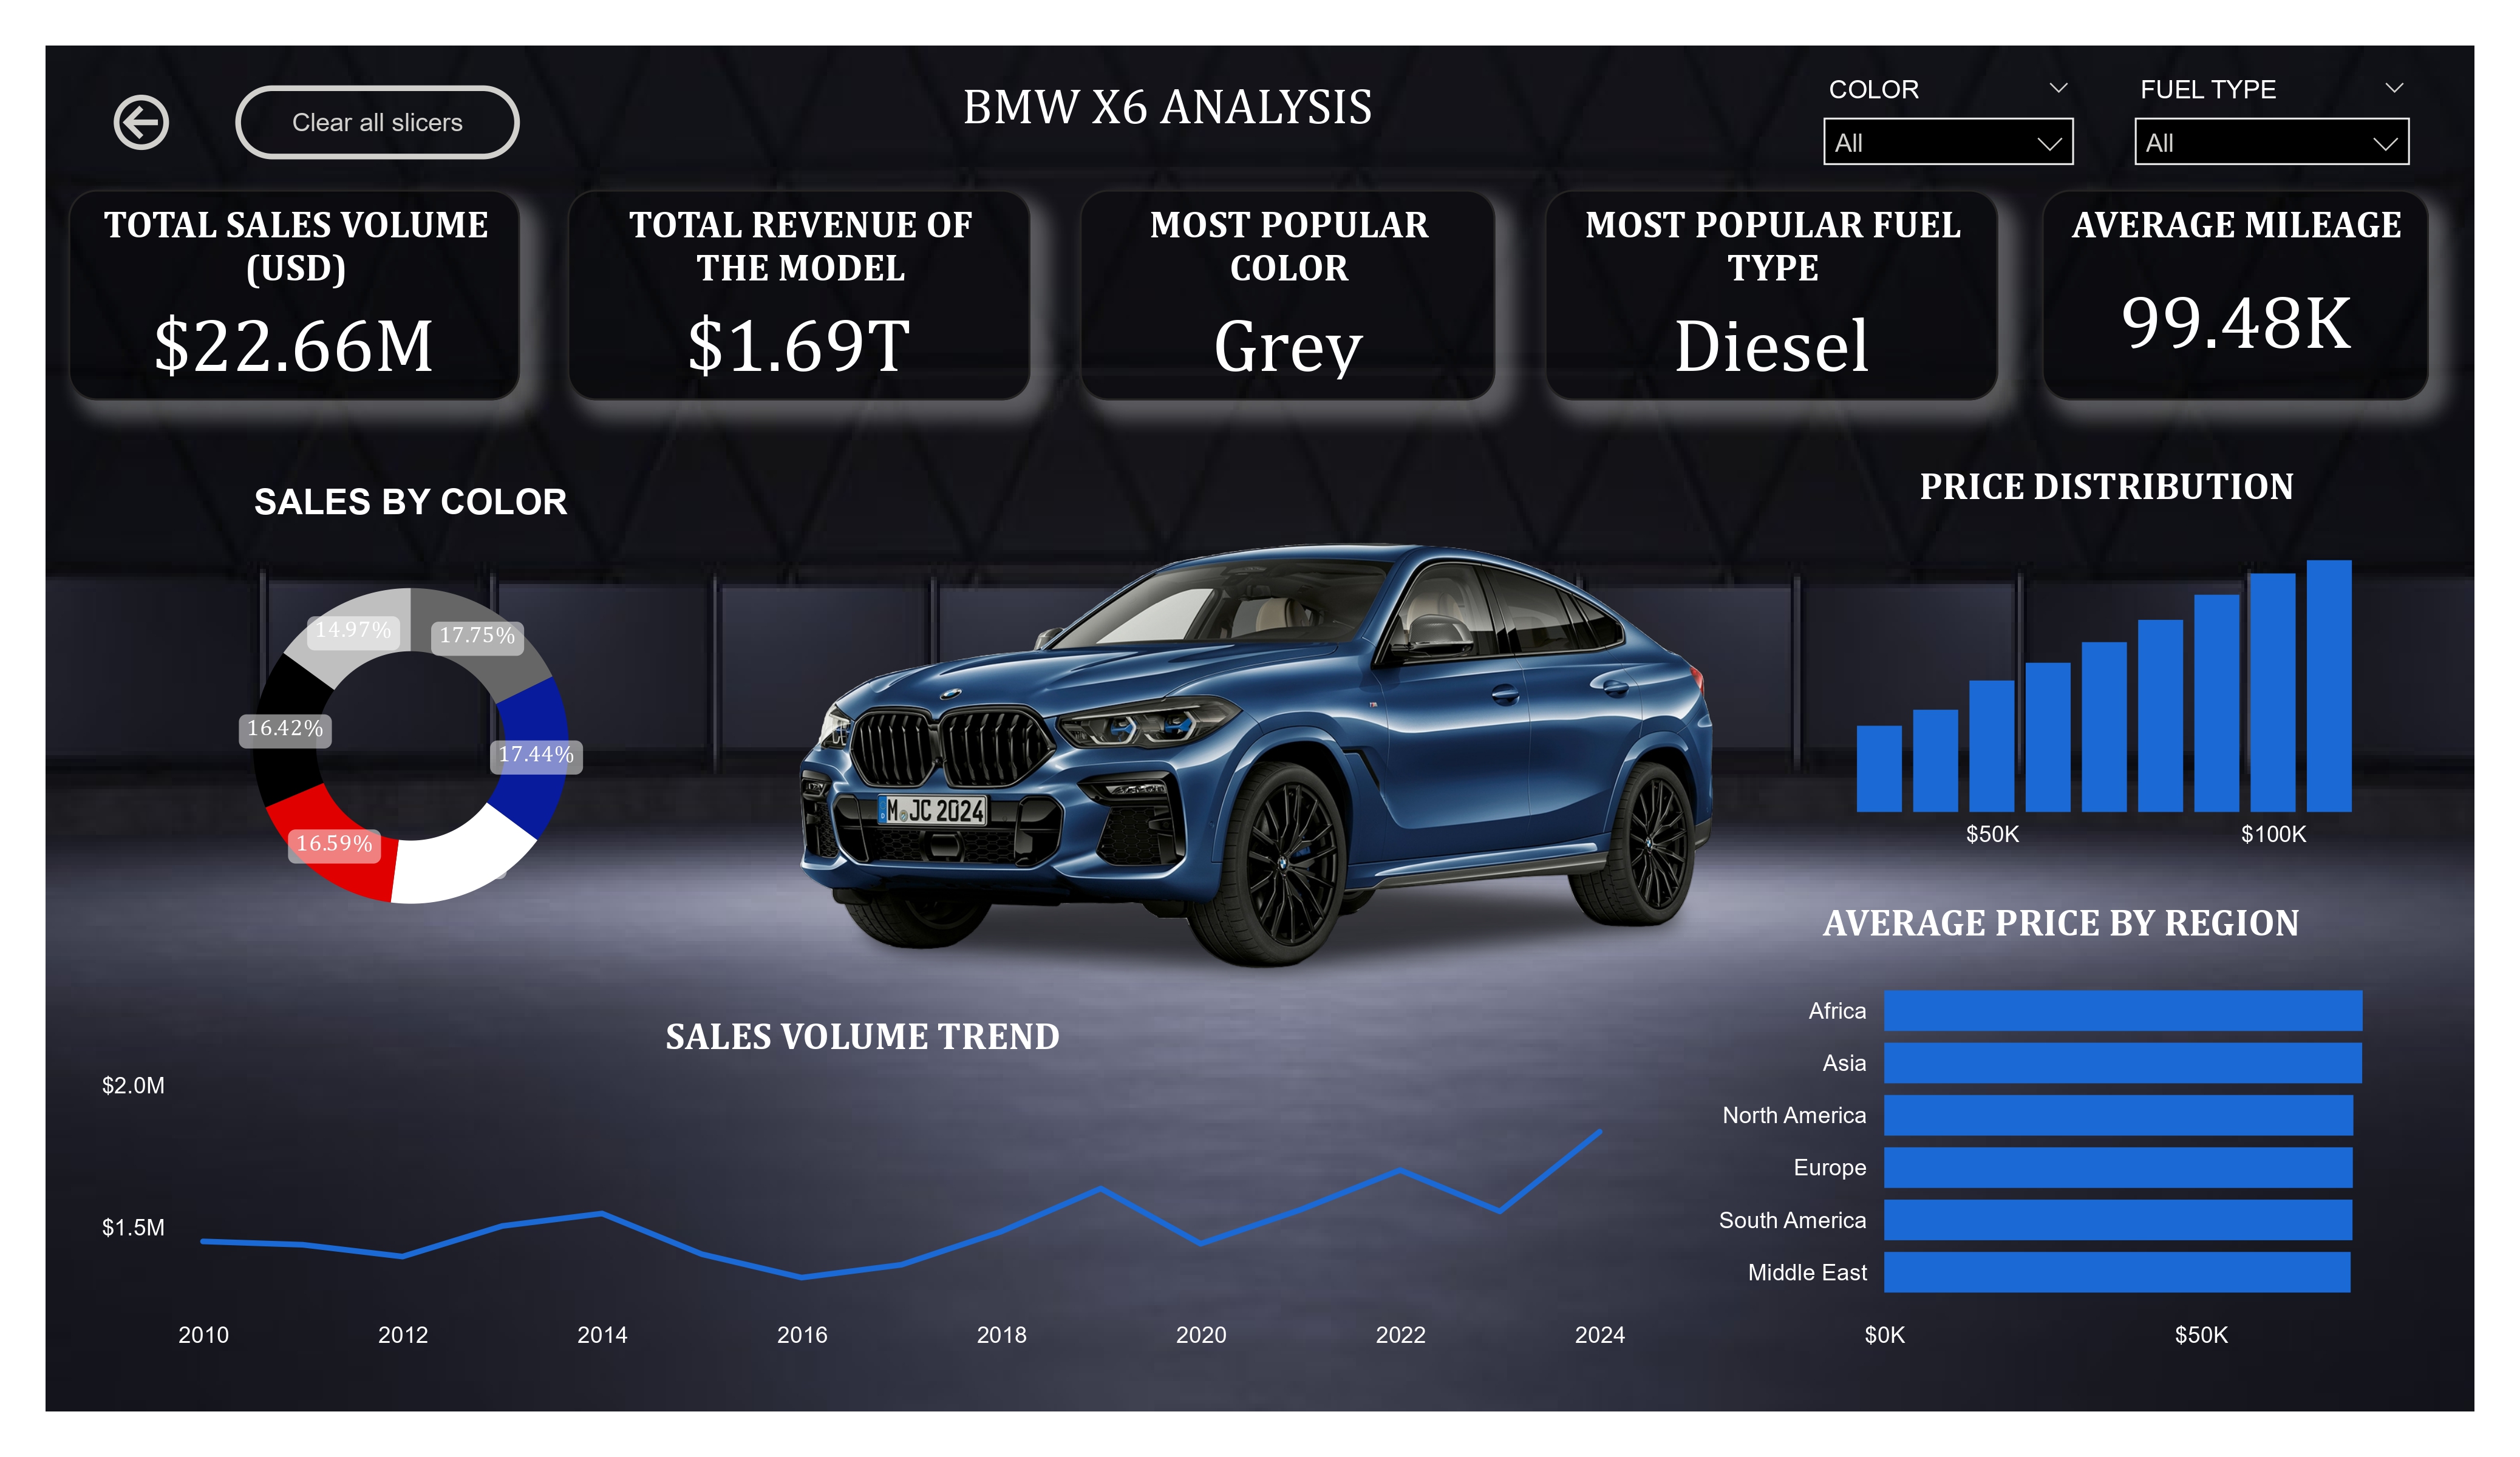 BMW X6 ANALYSIS
Clear all slicers
COLOR
All
FUEL TYPE
All
TOTAL SALES VOLUME
(USD)
$22.66M
TOTAL REVENUE OF
THE MODEL
$1.69T
MOST POPULAR
COLOR
Grey
MOST POPULAR FUEL
TYPE
Diesel
AVERAGE MILEAGE
99.48K
SALES BY COLOR
14.97%
17.75%
16.42%
17.44%
16.59%
M JC 2024
PRICE DISTRIBUTION
$50K
$100K
AVERAGE PRICE BY REGION
Africa
Asia
North America
Europe
South America
Middle East
$0K
$50K
SALES VOLUME TREND
$2.0M
$1.5M
2010
2012
2014
2016
2018
2020
2022
2024